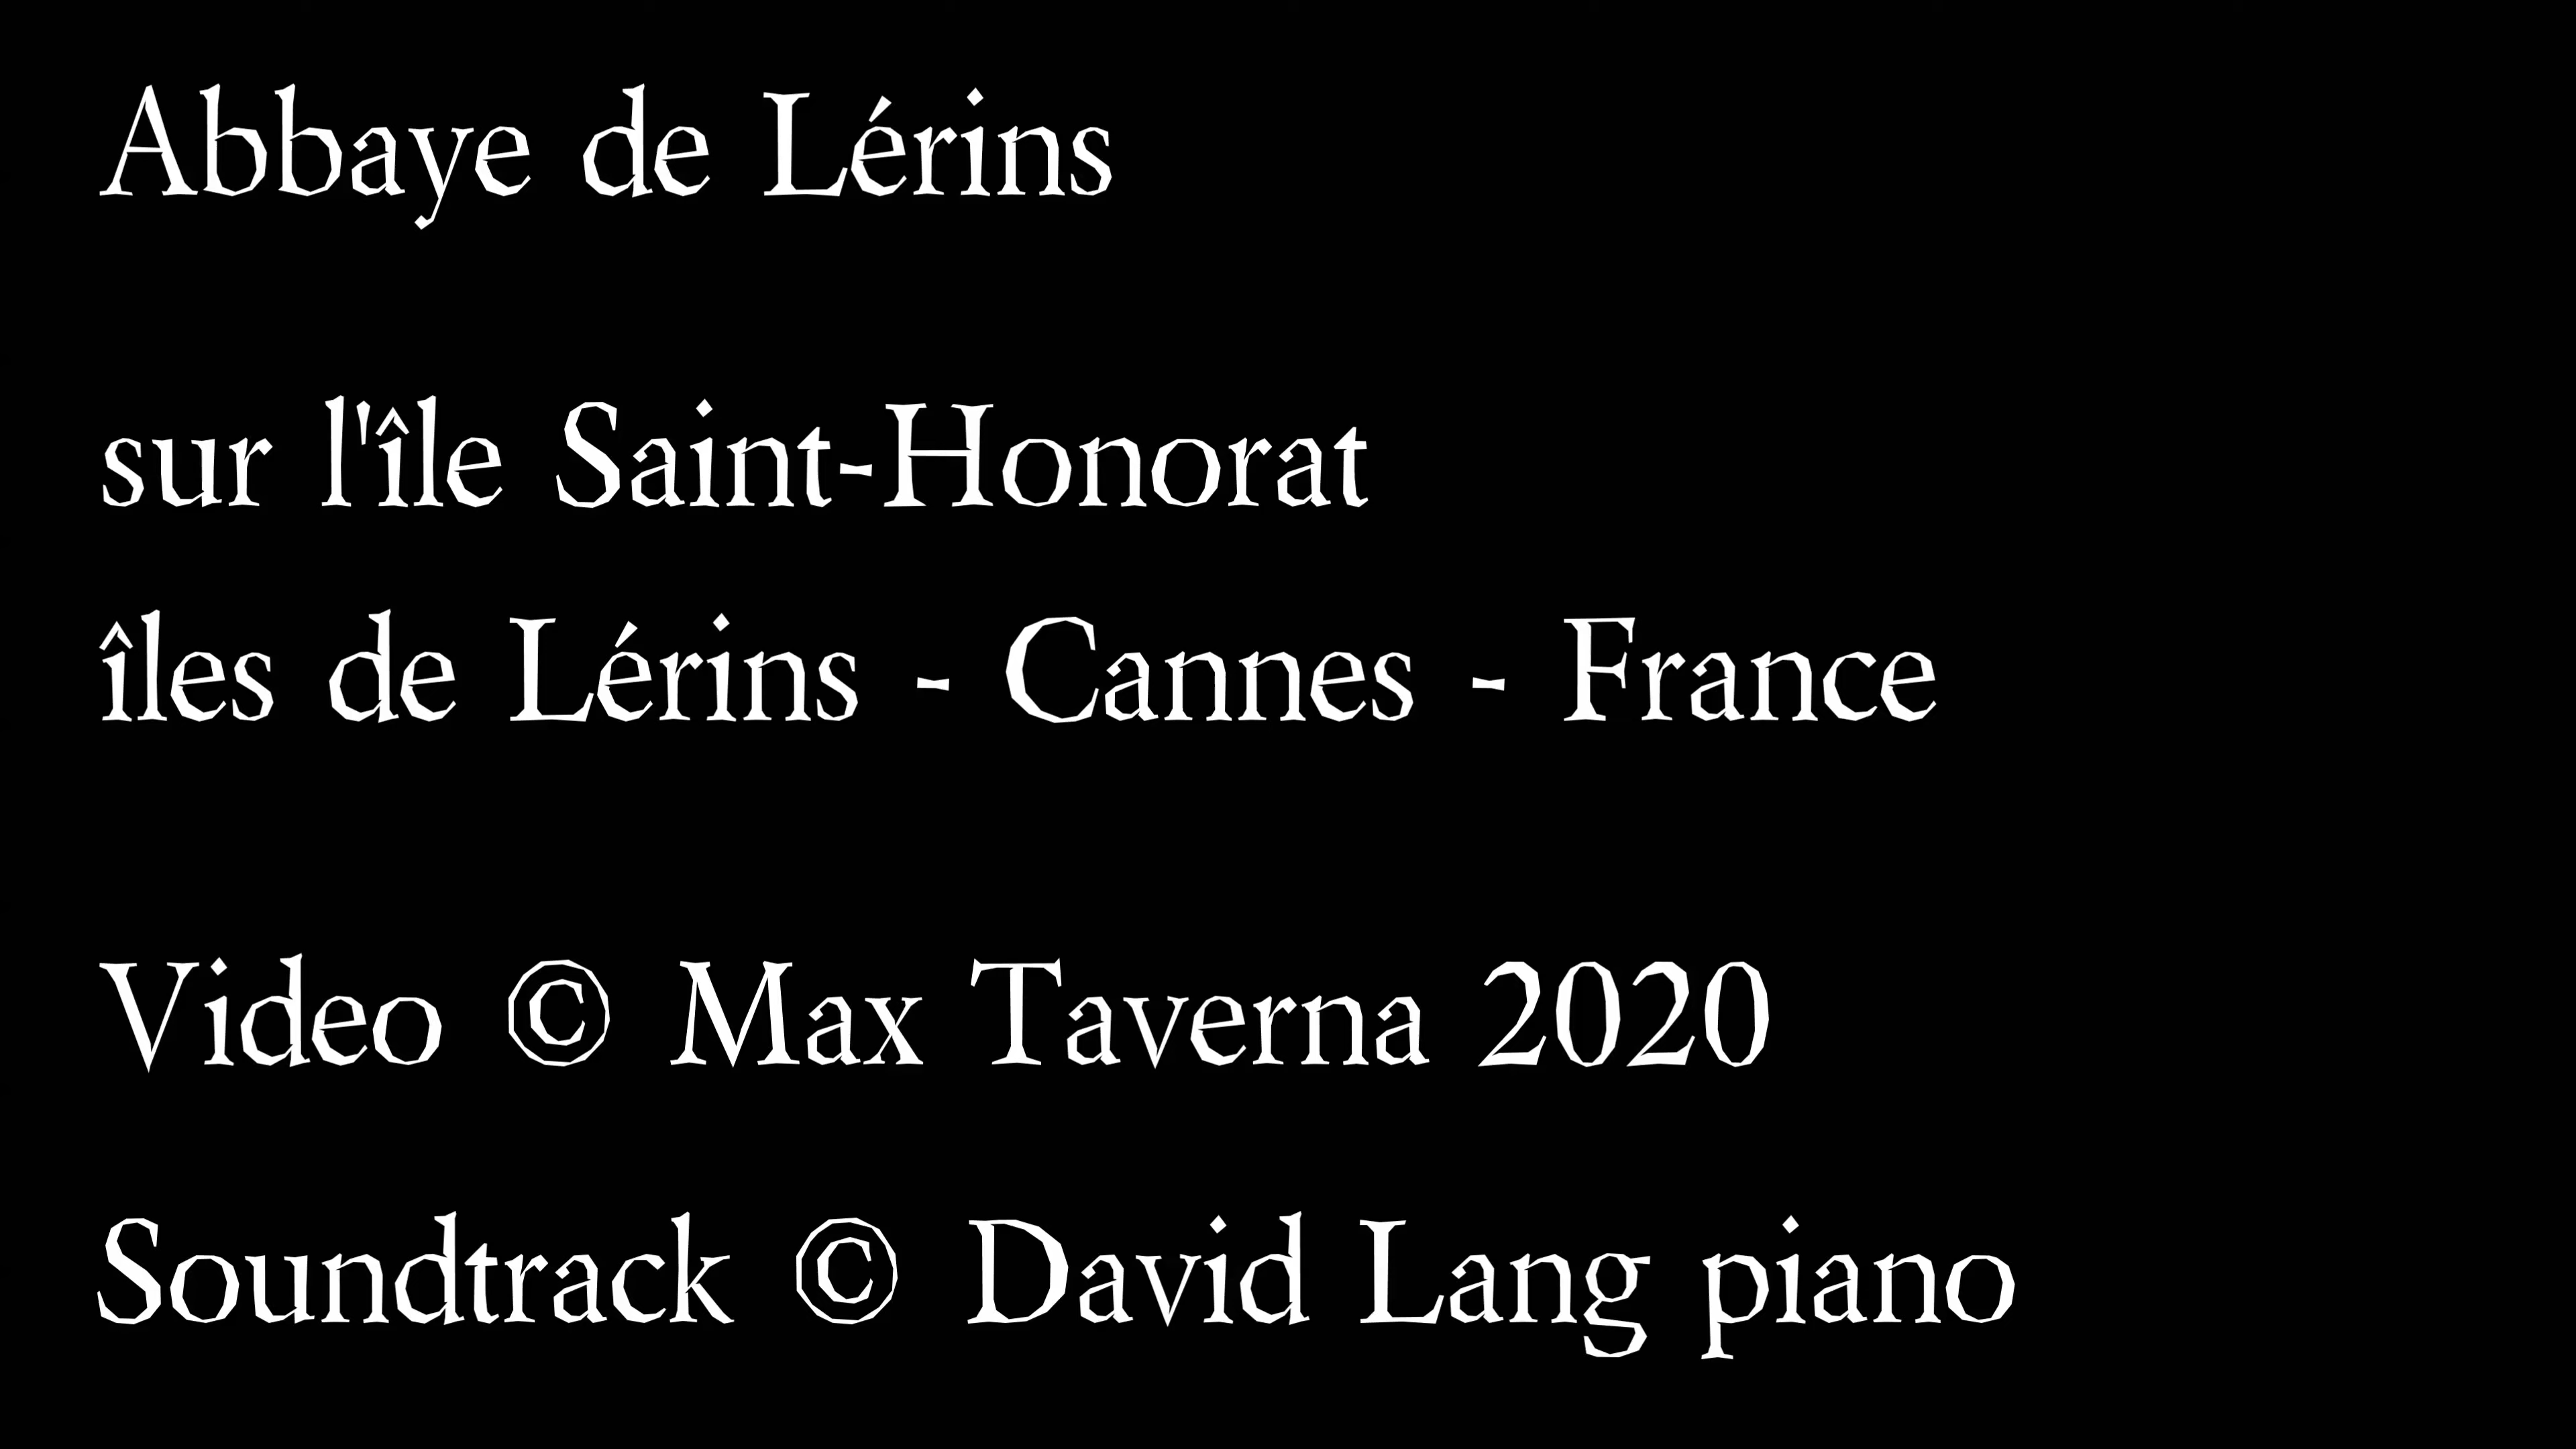 Abbaye de Lérins
sur l'île Saint-Honorat
îles de Lérins - Cannes - France
Video © Max Taverna 2020
Soundtrack © David Lang piano